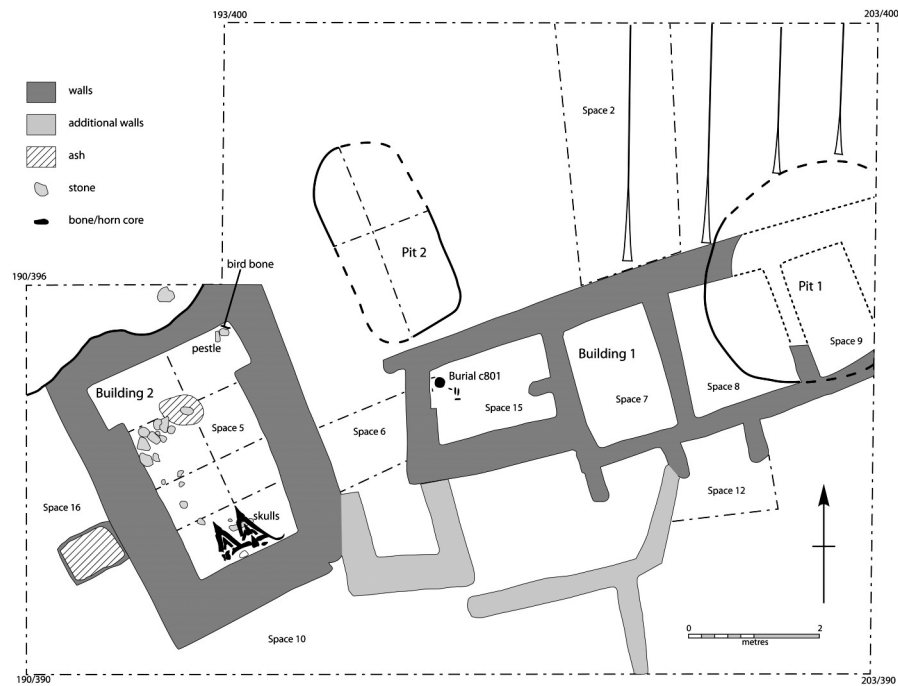 193/400
203/400
walls
additional walls
ash
stone
bone/horn core
Space 2
Pit 2
bird bone
190/396
Pit 1
pestle
Space 9
Building 1
Burial c801
Building 2
Space 8
Space 15
Space 7
Space 5
Space 6
Space 12
Space 16
skulls
Space 10
0
2
metres
190/390
203/390